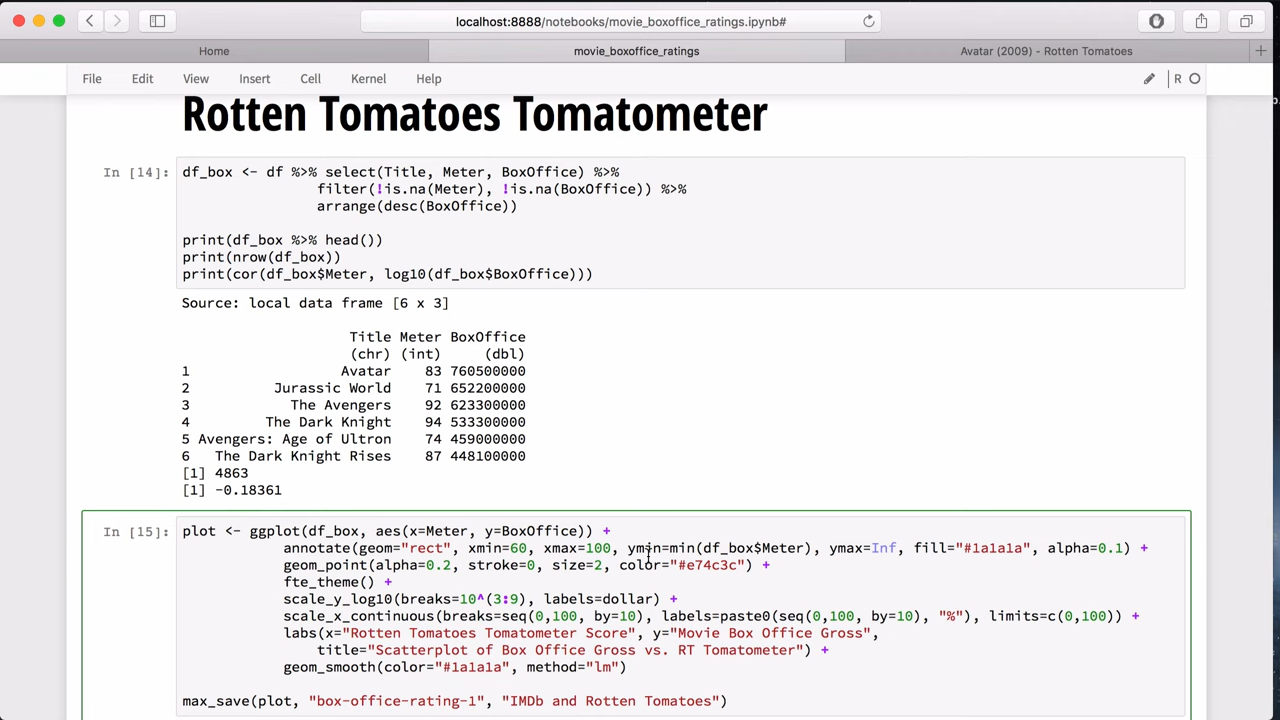 localhost:8888/notebooks/movie_boxoffice_ratings.ipynb#
Home
movie_boxoffice_ratings
Avatar (2009) - Rotten Tomatoes
File Edit View Insert Cell Kernel Help
R
Rotten Tomatoes Tomatometer
In [14]: df_box <- df %>% select(Title, Meter, BoxOffice) %>%
filter(!is.na(Meter), !is.na(BoxOffice)) %>%
arrange(desc(BoxOffice))
print(df_box %>% head())
print(nrow(df_box))
print(cor(df_box$Meter, log10(df_box$BoxOffice)))
Source: local data frame [6 x 3]
Title Meter BoxOffice
(chr) (int) (dbl)
1 Avatar 83 760500000
2 Jurassic World 71 652200000
3 The Avengers 92 623300000
4 The Dark Knight 94 533300000
5 Avengers: Age of Ultron 74 459000000
6 The Dark Knight Rises 87 448100000
[1] 4863
[1] -0.18361
In [15]: plot <- ggplot(df_box, aes(x=Meter, y=BoxOffice)) +
annotate(geom="rect", xmin=60, xmax=100, ymin=min(df_box$Meter), ymax=Inf, fill="#1a1a1a", alpha=0.1) +
geom_point(alpha=0.2, stroke=0, size=2, color="#e74c3c") +
fte_theme() +
scale_y_log10(breaks=10^(3:9), labels=dollar) +
scale_x_continuous(breaks=seq(0,100, by=10), labels=paste0(seq(0,100, by=10), "%"), limits=c(0,100)) +
labs(x="Rotten Tomatoes Tomatometer Score", y="Movie Box Office Gross",
title="Scatterplot of Box Office Gross vs. RT Tomatometer") +
geom_smooth(color="#1a1a1a", method="lm")
max_save(plot, "box-office-rating-1", "IMDb and Rotten Tomatoes")